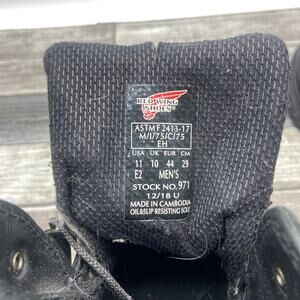 RED WING
SHOES
ASTM F 2413-17
M/I/75/C/75
EH
USA UK EUR CM
11 10 44 29
E2 MEN'S
STOCK NO. 971
12/18 U
MADE IN CAMBODIA
OIL&SLIP RESISTING SOLE